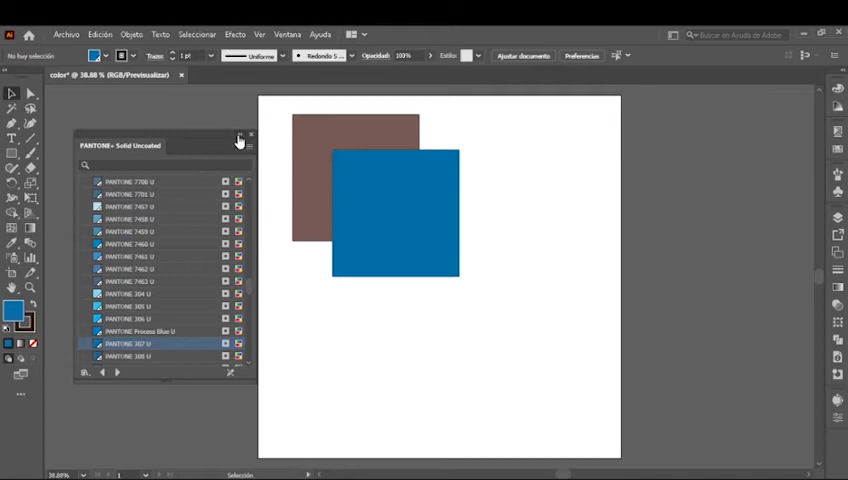 Ai Archivo Edición Objeto Texto Seleccionar Efecto Ver Ventana Ayuda Buscar en Ayuda de Adobe
No hay selección Trazo: 1 pt Uniforme Redondo 5 ... Opacidad: 100% Estilo: Ajustar documento Preferencias
color* @ 38.88 % (RGB/Previsualizar) ×
PANTONE+ Solid Uncoated
PANTONE 7700 U
PANTONE 7701 U
PANTONE 7457 U
PANTONE 7458 U
PANTONE 7459 U
PANTONE 7460 U
PANTONE 7461 U
PANTONE 7462 U
PANTONE 7463 U
PANTONE 304 U
PANTONE 305 U
PANTONE 306 U
PANTONE Process Blue U
PANTONE 307 U
PANTONE 308 U
38.88% 1 Selección